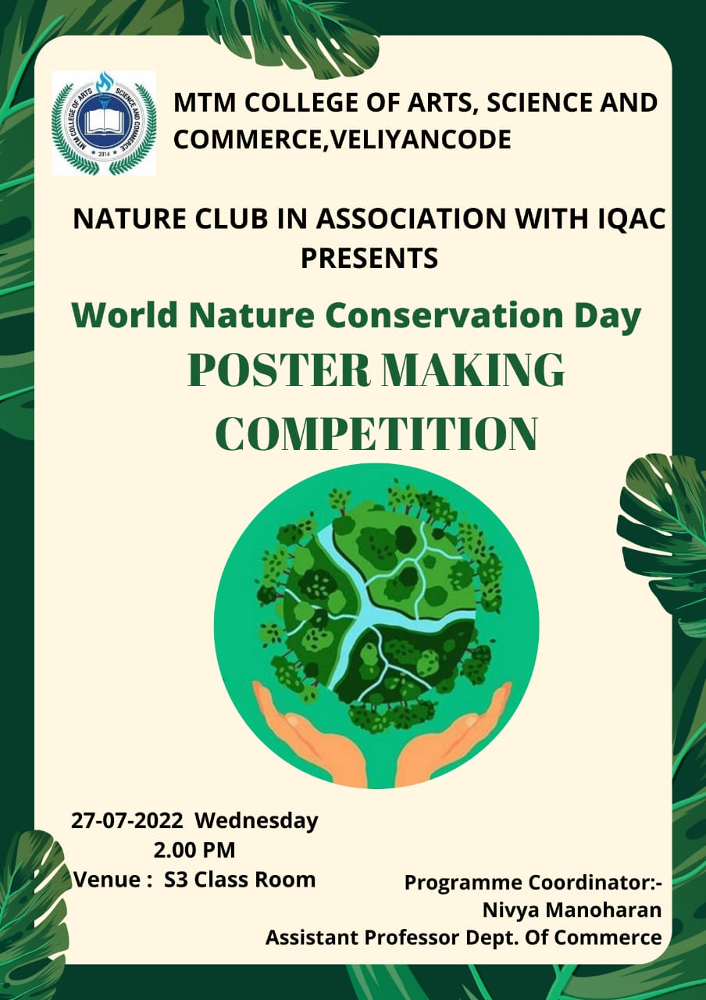 MTM COLLEGE OF ARTS
SCIENCE AND COMMERCE
★ 2014 ★
MTM COLLEGE OF ARTS, SCIENCE AND
COMMERCE,VELIYANCODE
NATURE CLUB IN ASSOCIATION WITH IQAC
PRESENTS
World Nature Conservation Day
POSTER MAKING
COMPETITION
27-07-2022 Wednesday
2.00 PM
Venue : S3 Class Room
Programme Coordinator:-
Nivya Manoharan
Assistant Professor Dept. Of Commerce